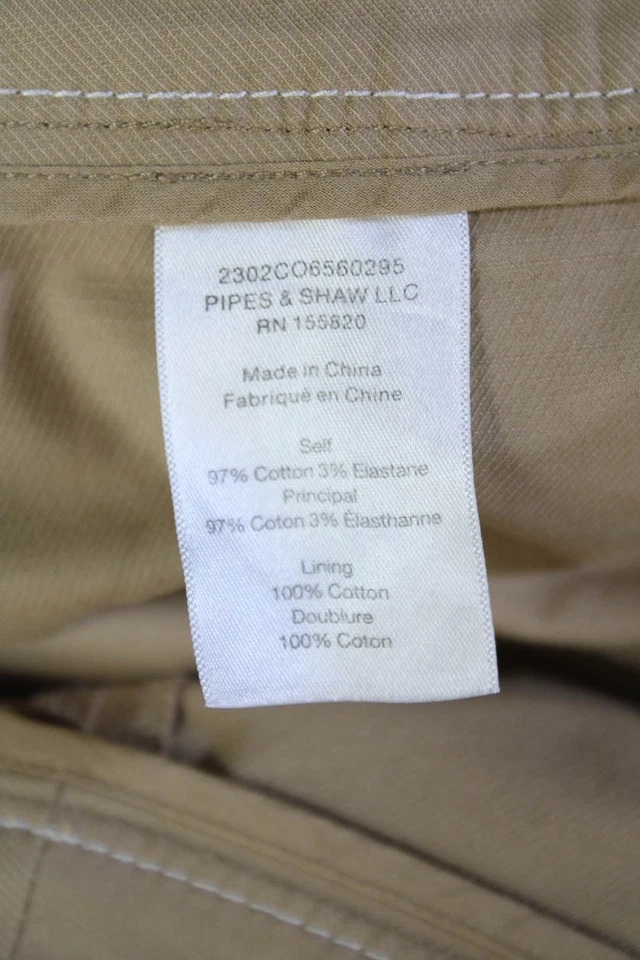 2302CO6560295
PIPES & SHAW LLC
RN 155820
Made in China
Fabriqué en Chine
Self
97% Cotton 3% Elastane
Principal
97% Coton 3% Élasthanne
Lining
100% Cotton
Doublure
100% Coton